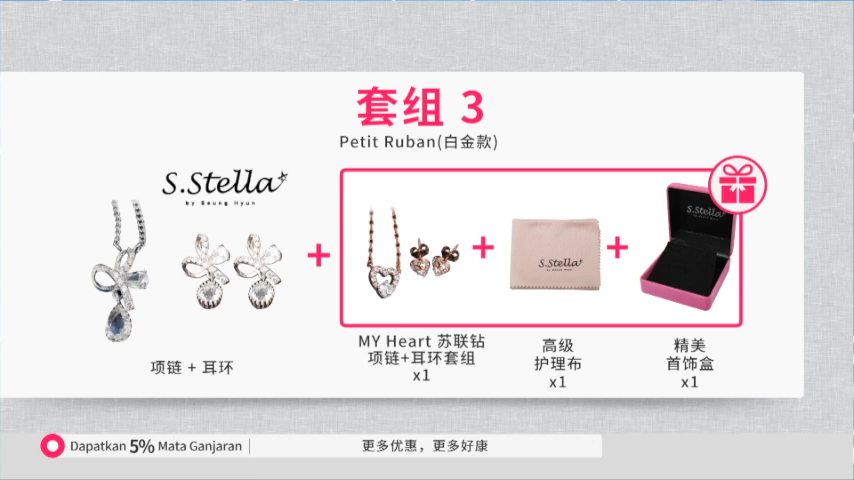 套组 3
Petit Ruban(白金款)
S.Stella
by Beung Hyun
S.Stella
S.Stella
项链 + 耳环
MY Heart 苏联钻
项链+耳环套组
x1
高级
护理布
x1
精美
首饰盒
x1
Dapatkan 5% Mata Ganjaran
更多优惠，更多好康